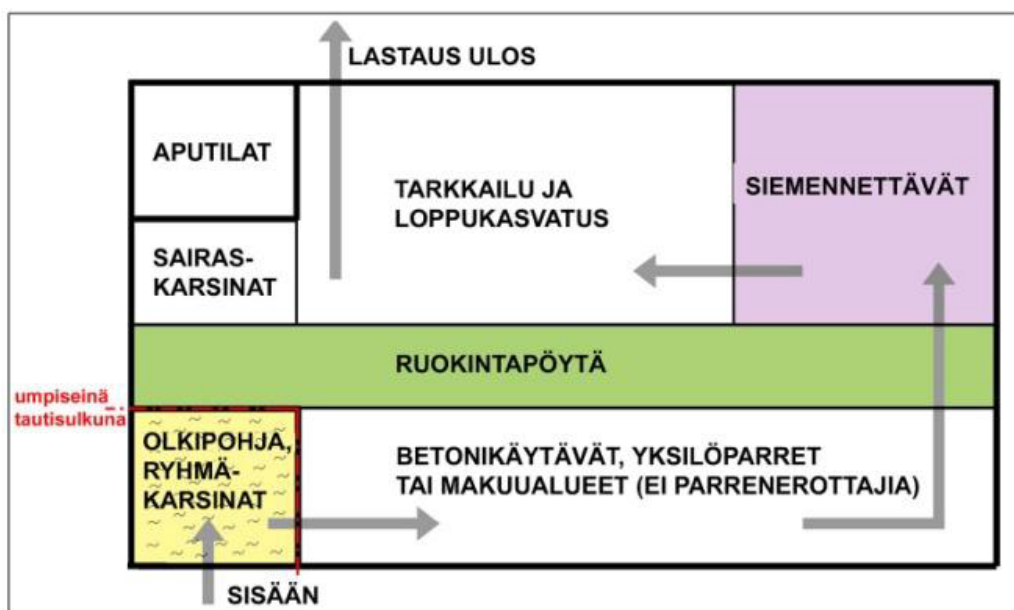 LASTAUS ULOS
APUTILAT
TARKKAILU JA
LOPPUKASVATUS
SIEMENNETTÄVÄT
SAIRAS-
KARSINAT
RUOKINTAPÖYTÄ
umpiseinä
tautisulkuna
OLKIPOHJA,
RYHMÄ-
KARSINAT
BETONIKÄYTÄVÄT, YKSILÖPARRET
TAI MAKUUALUEET (EI PARRENEROTTAJIA)
SISÄÄN